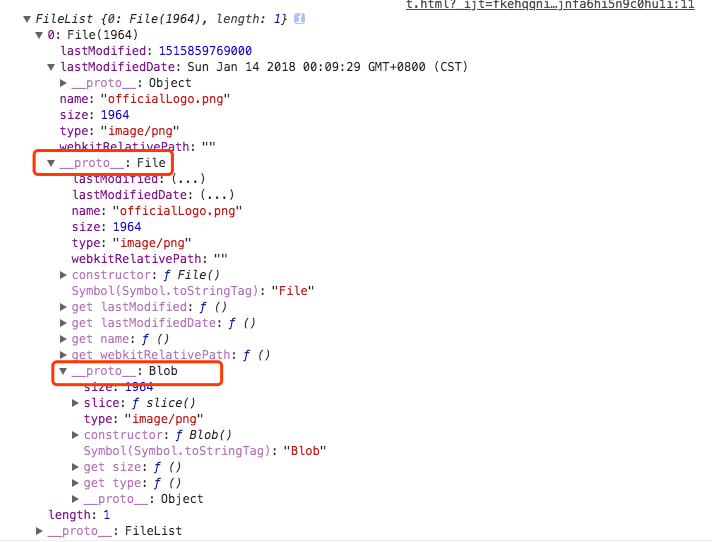 t.html?_ijt=fkehqqni…jnfa6hi5n9c0hu1i:11
FileList {0: File(1964), length: 1} i
0: File(1964)
lastModified: 1515859769000
lastModifiedDate: Sun Jan 14 2018 00:09:29 GMT+0800 (CST)
__proto__: Object
name: "officialLogo.png"
size: 1964
type: "image/png"
webkitRelativePath: ""
__proto__: File
lastModified: (...)
lastModifiedDate: (...)
name: "officialLogo.png"
size: 1964
type: "image/png"
webkitRelativePath: ""
constructor: ƒ File()
Symbol(Symbol.toStringTag): "File"
get lastModified: ƒ ()
get lastModifiedDate: ƒ ()
get name: ƒ ()
get webkitRelativePath: ƒ ()
__proto__: Blob
size: 1964
slice: ƒ slice()
type: "image/png"
constructor: ƒ Blob()
Symbol(Symbol.toStringTag): "Blob"
get size: ƒ ()
get type: ƒ ()
__proto__: Object
length: 1
__proto__: FileList